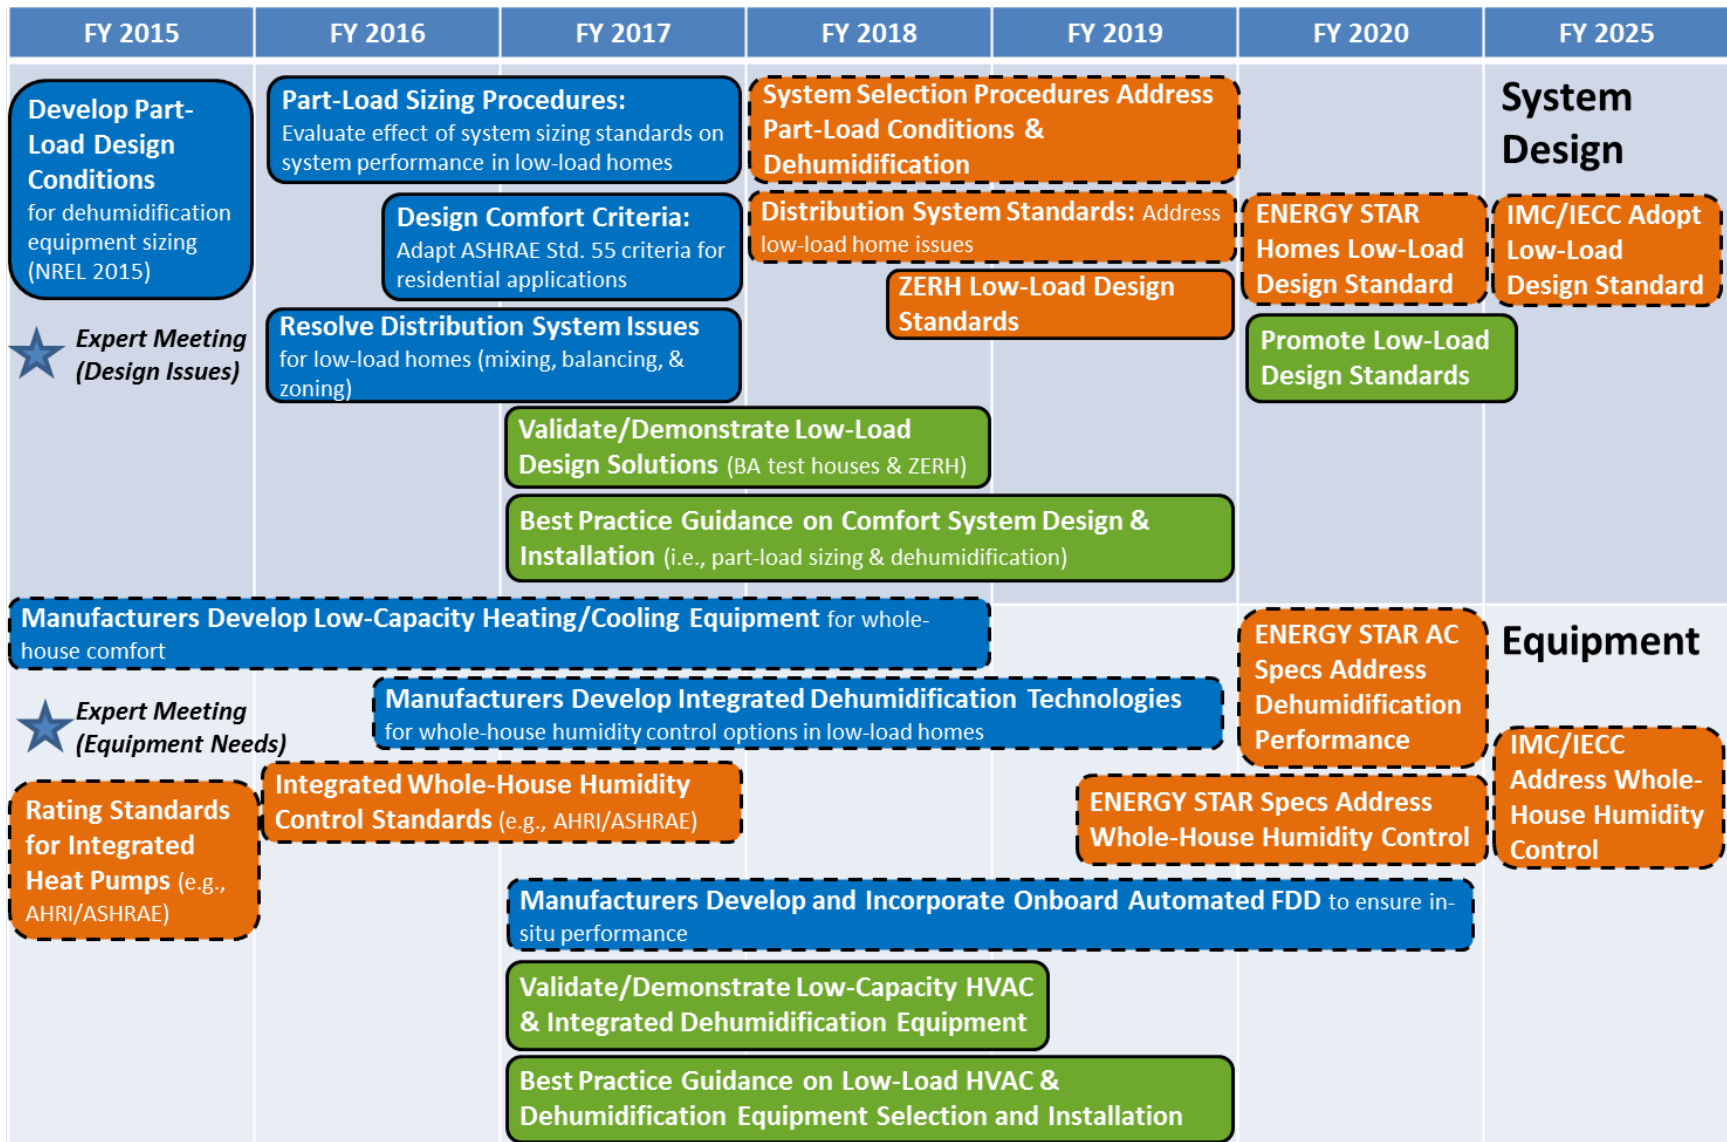 FY 2015
FY 2016
FY 2017
FY 2018
FY 2019
FY 2020
FY 2025
System
Design
Develop Part-
Load Design
Conditions
for dehumidification
equipment sizing
(NREL 2015)
Part-Load Sizing Procedures:
Evaluate effect of system sizing standards on
system performance in low-load homes
System Selection Procedures Address
Part-Load Conditions &
Dehumidification
Design Comfort Criteria:
Adapt ASHRAE Std. 55 criteria for
residential applications
Distribution System Standards: Address
low-load home issues
ENERGY STAR
Homes Low-Load
Design Standard
IMC/IECC Adopt
Low-Load
Design Standard
ZERH Low-Load Design
Standards
Expert Meeting
(Design Issues)
Resolve Distribution System Issues
for low-load homes (mixing, balancing, &
zoning)
Promote Low-Load
Design Standards
Validate/Demonstrate Low-Load
Design Solutions (BA test houses & ZERH)
Best Practice Guidance on Comfort System Design &
Installation (i.e., part-load sizing & dehumidification)
Equipment
Manufacturers Develop Low-Capacity Heating/Cooling Equipment for whole-
house comfort
ENERGY STAR AC
Specs Address
Dehumidification
Performance
Expert Meeting
(Equipment Needs)
Manufacturers Develop Integrated Dehumidification Technologies
for whole-house humidity control options in low-load homes
IMC/IECC
Address Whole-
House Humidity
Control
Rating Standards
for Integrated
Heat Pumps (e.g.,
AHRI/ASHRAE)
Integrated Whole-House Humidity
Control Standards (e.g., AHRI/ASHRAE)
ENERGY STAR Specs Address
Whole-House Humidity Control
Manufacturers Develop and Incorporate Onboard Automated FDD to ensure in-
situ performance
Validate/Demonstrate Low-Capacity HVAC
& Integrated Dehumidification Equipment
Best Practice Guidance on Low-Load HVAC &
Dehumidification Equipment Selection and Installation